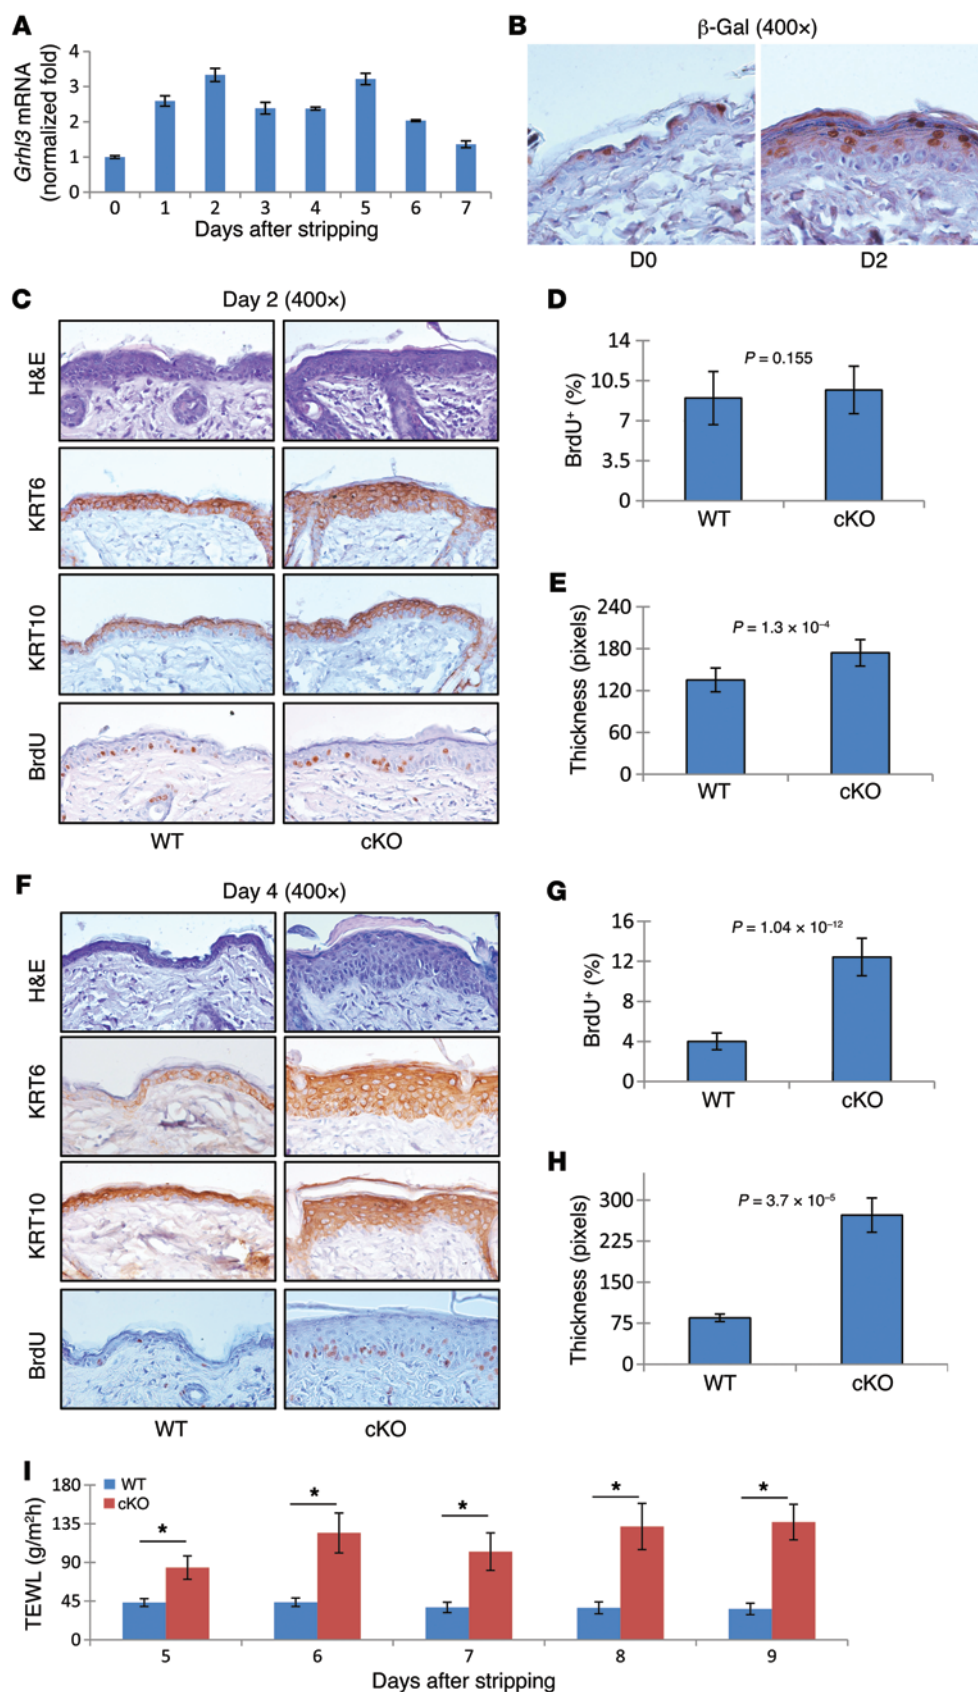 A
Grhl3 mRNA
(normalized fold)
4
3
2
1
0
0 1 2 3 4 5 6 7
Days after stripping
B
β-Gal (400×)
D0 D2
C
Day 2 (400×)
H&E
KRT6
KRT10
BrdU
WT cKO
D
BrdU⁺ (%)
14
10.5
7
3.5
0
P = 0.155
WT cKO
E
Thickness (pixels)
240
180
120
60
0
P = 1.3 × 10⁻⁴
WT cKO
F
Day 4 (400×)
H&E
KRT6
KRT10
BrdU
WT cKO
G
BrdU⁺ (%)
16
12
8
4
0
P = 1.04 × 10⁻¹²
WT cKO
H
Thickness (pixels)
300
225
150
75
0
P = 3.7 × 10⁻⁵
WT cKO
I
TEWL (g/m²h)
180
135
90
45
0
WT
cKO
* * * * *
5 6 7 8 9
Days after stripping